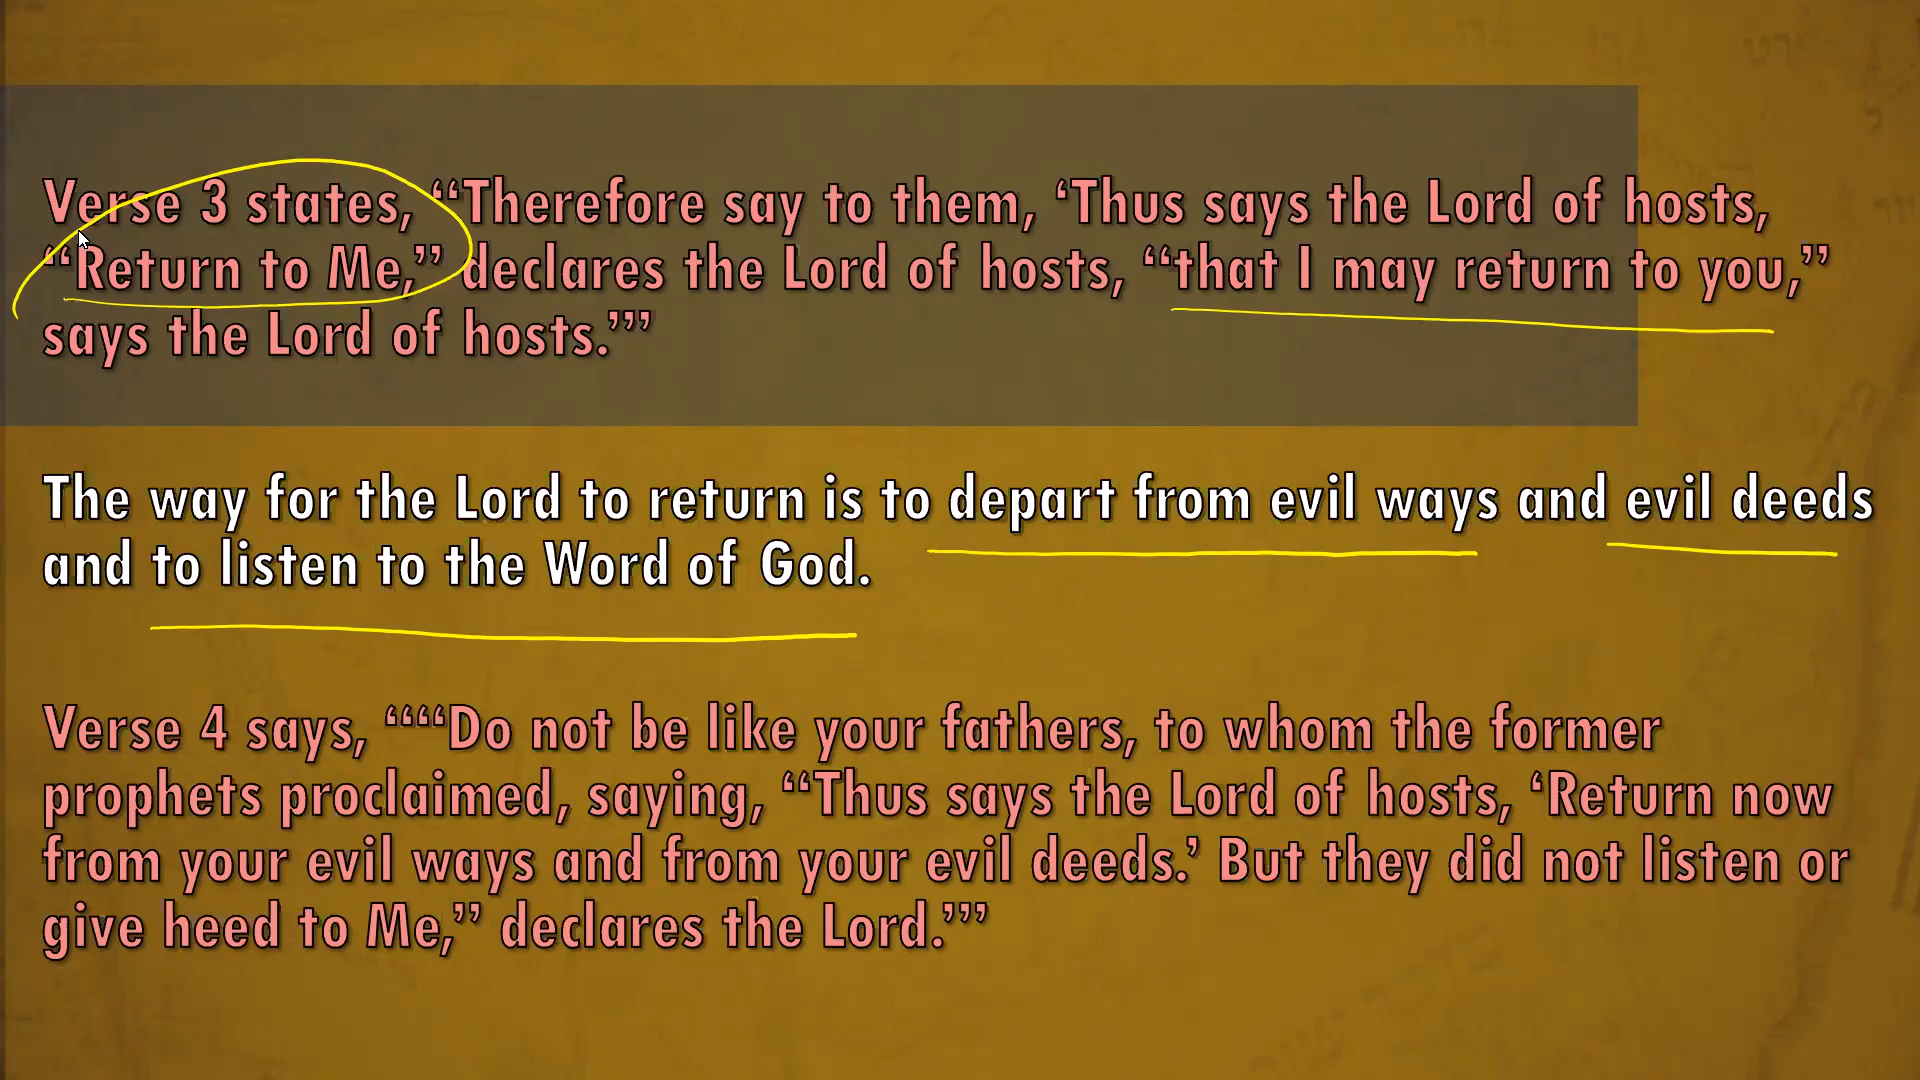 Verse 3 states, “Therefore say to them, ‘Thus says the Lord of hosts,
“Return to Me,” declares the Lord of hosts, “that I may return to you,”
says the Lord of hosts.’”
The way for the Lord to return is to depart from evil ways and evil deeds
and to listen to the Word of God.
Verse 4 says, ““Do not be like your fathers, to whom the former
prophets proclaimed, saying, “Thus says the Lord of hosts, ‘Return now
from your evil ways and from your evil deeds.’ But they did not listen or
give heed to Me,” declares the Lord.’”